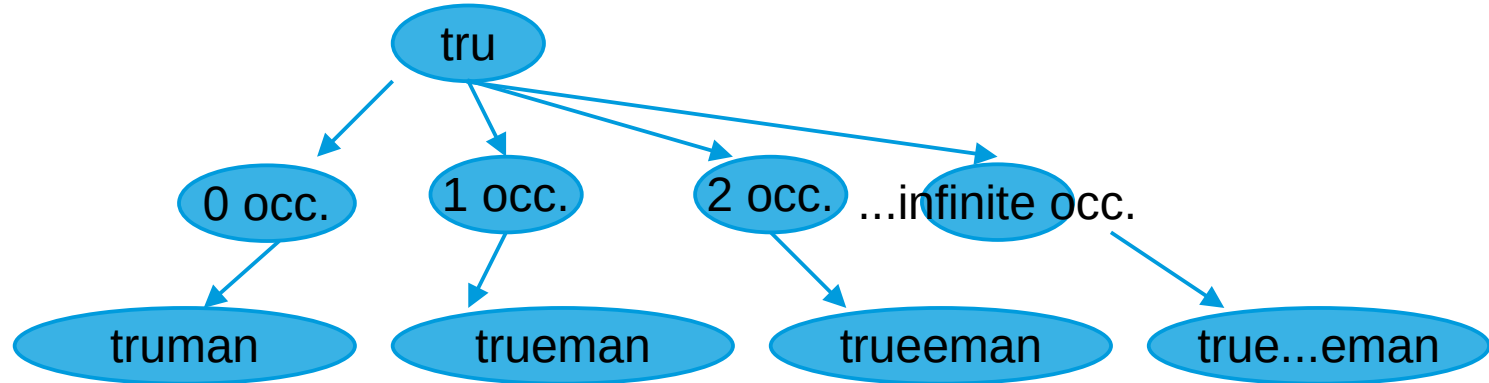 tru
0 occ.
1 occ.
2 occ.
...infinite occ.
truman
trueman
trueeman
true...eman